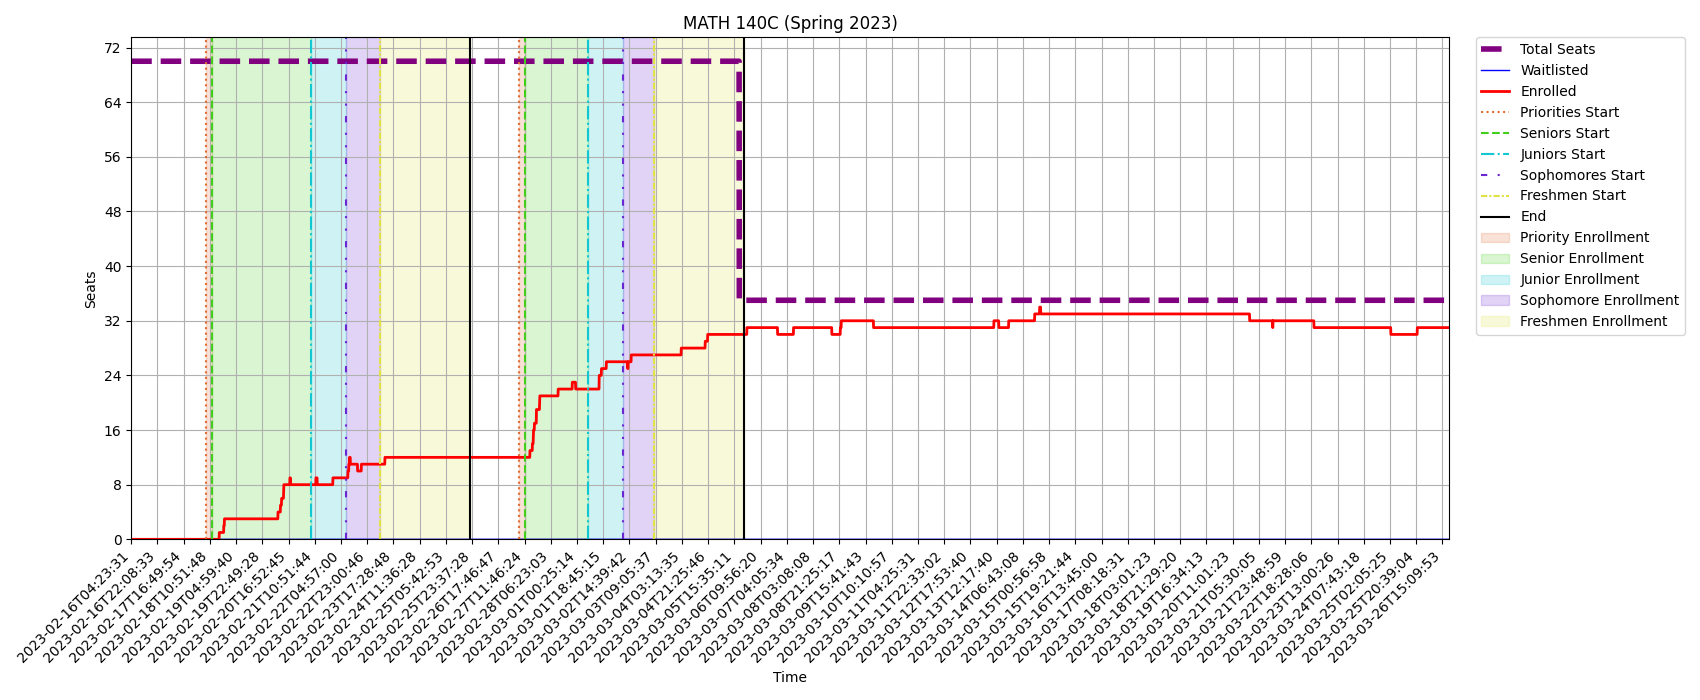 MATH 140C (Spring 2023)
72
64
56
48
40
32
24
16
8
0
Seats
2023-02-16T04:23:31
2023-02-16T22:08:33
2023-02-17T16:49:54
2023-02-18T10:51:48
2023-02-19T04:59:40
2023-02-19T22:49:28
2023-02-20T16:52:45
2023-02-21T10:51:44
2023-02-22T04:57:00
2023-02-22T23:00:46
2023-02-23T17:28:48
2023-02-24T11:36:28
2023-02-25T05:42:53
2023-02-25T23:37:28
2023-02-26T17:46:47
2023-02-27T11:46:24
2023-02-28T06:23:03
2023-03-01T00:25:14
2023-03-01T18:45:15
2023-03-02T14:39:42
2023-03-03T09:05:37
2023-03-04T03:13:35
2023-03-04T21:25:46
2023-03-05T15:35:11
2023-03-06T09:56:20
2023-03-07T04:05:34
2023-03-08T03:08:08
2023-03-08T21:25:17
2023-03-09T15:41:43
2023-03-10T10:10:57
2023-03-11T04:25:31
2023-03-11T22:33:02
2023-03-12T17:53:40
2023-03-13T12:17:40
2023-03-14T06:43:08
2023-03-15T00:56:58
2023-03-15T19:21:44
2023-03-16T13:45:00
2023-03-17T08:18:31
2023-03-18T03:01:23
2023-03-18T21:29:20
2023-03-19T16:34:13
2023-03-20T11:01:23
2023-03-21T05:30:05
2023-03-21T23:48:59
2023-03-22T18:28:06
2023-03-23T13:00:26
2023-03-24T07:43:18
2023-03-25T02:05:25
2023-03-25T20:39:04
2023-03-26T15:09:53
Time
Total Seats
Waitlisted
Enrolled
Priorities Start
Seniors Start
Juniors Start
Sophomores Start
Freshmen Start
End
Priority Enrollment
Senior Enrollment
Junior Enrollment
Sophomore Enrollment
Freshmen Enrollment